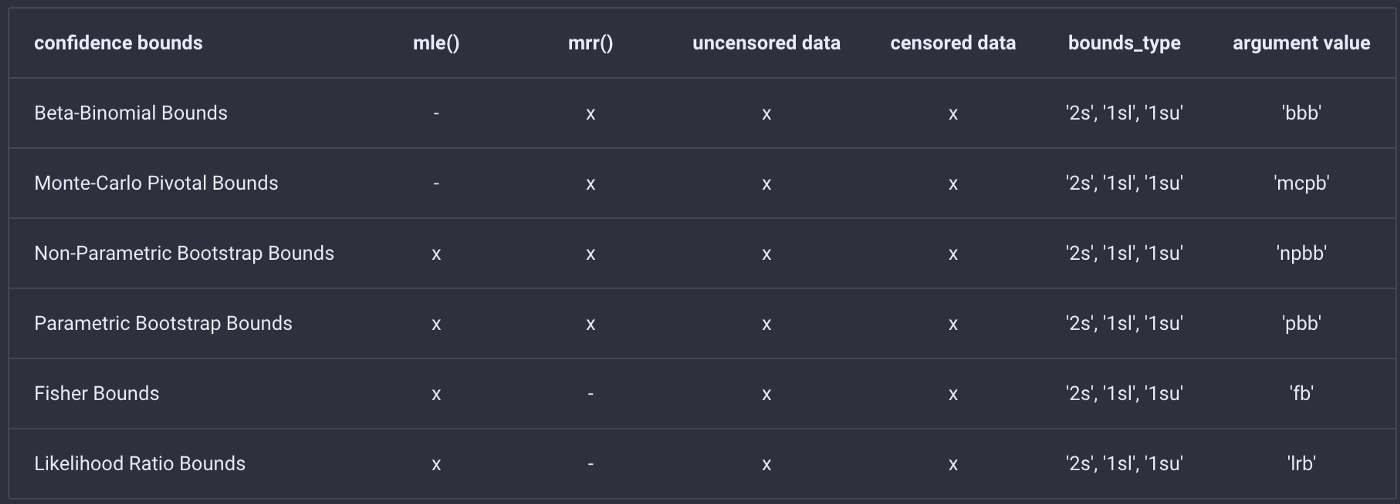 confidence bounds mle() mrr() uncensored data censored data bounds_type argument value
Beta-Binomial Bounds - x x x '2s', '1sl', '1su' 'bbb'
Monte-Carlo Pivotal Bounds - x x x '2s', '1sl', '1su' 'mcpb'
Non-Parametric Bootstrap Bounds x x x x '2s', '1sl', '1su' 'npbb'
Parametric Bootstrap Bounds x x x x '2s', '1sl', '1su' 'pbb'
Fisher Bounds x - x x '2s', '1sl', '1su' 'fb'
Likelihood Ratio Bounds x - x x '2s', '1sl', '1su' 'lrb'